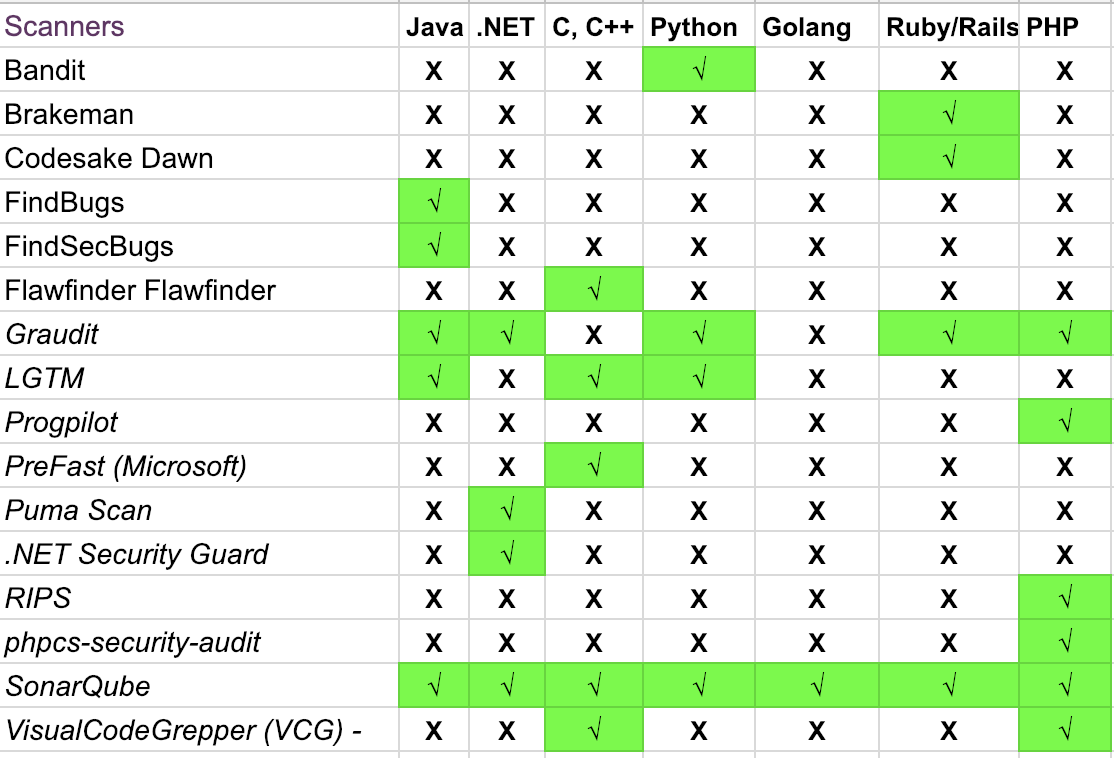 Scanners Java .NET C, C++ Python Golang Ruby/Rails PHP
Bandit X X X √ X X X
Brakeman X X X X X √ X
Codesake Dawn X X X X X √ X
FindBugs √ X X X X X X
FindSecBugs √ X X X X X X
Flawfinder Flawfinder X X √ X X X X
Graudit √ √ X √ X √ √
LGTM √ X √ √ X X X
Progpilot X X X X X X √
PreFast (Microsoft) X X √ X X X X
Puma Scan X √ X X X X X
.NET Security Guard X √ X X X X X
RIPS X X X X X X √
phpcs-security-audit X X X X X X √
SonarQube √ √ √ √ √ √ √
VisualCodeGrepper (VCG) - X X √ X X X √